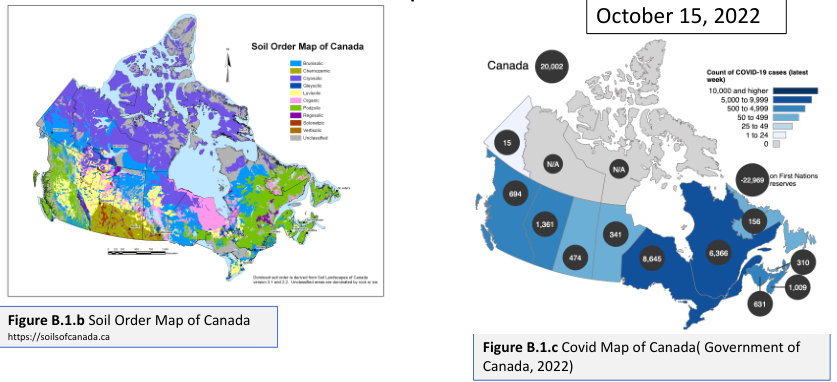 Soil Order Map of Canada
Brunisolic
Chernozemic
Cryosolic
Gleysolic
Luvisolic
Organic
Podzolic
Regosolic
Solonetzic
Vertisolic
Unclassified
Dominant soil order is derived from Soil Landscapes of Canada
version 3.1 and 2.2. Unclassified areas are dominated by rock or ice
Figure B.1.b Soil Order Map of Canada
https://soilsofcanada.ca
October 15, 2022
Canada
20,002
Count of COVID-19 cases (latest
week)
10,000 and higher
5,000 to 9,999
500 to 4,999
50 to 499
25 to 49
1 to 24
0
15
N/A
N/A
-22,969
on First Nations
reserves
694
1,361
474
341
8,645
6,366
156
310
1,009
631
Figure B.1.c Covid Map of Canada( Government of
Canada, 2022)